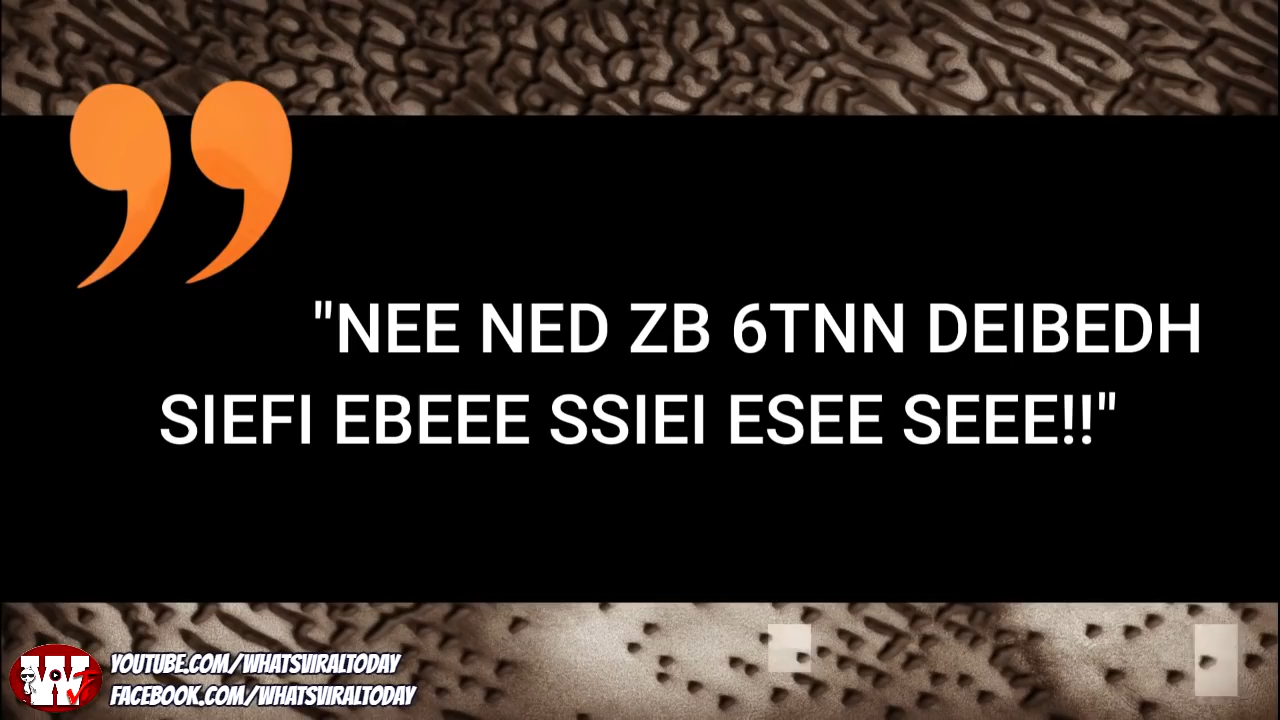 "NEE NED ZB 6TNN DEIBEDH
SIEFI EBEEE SSIEI ESEE SEEE!!"
YOUTUBE.COM/WHATSVIRALTODAY
FACEBOOK.COM/WHATSVIRALTODAY